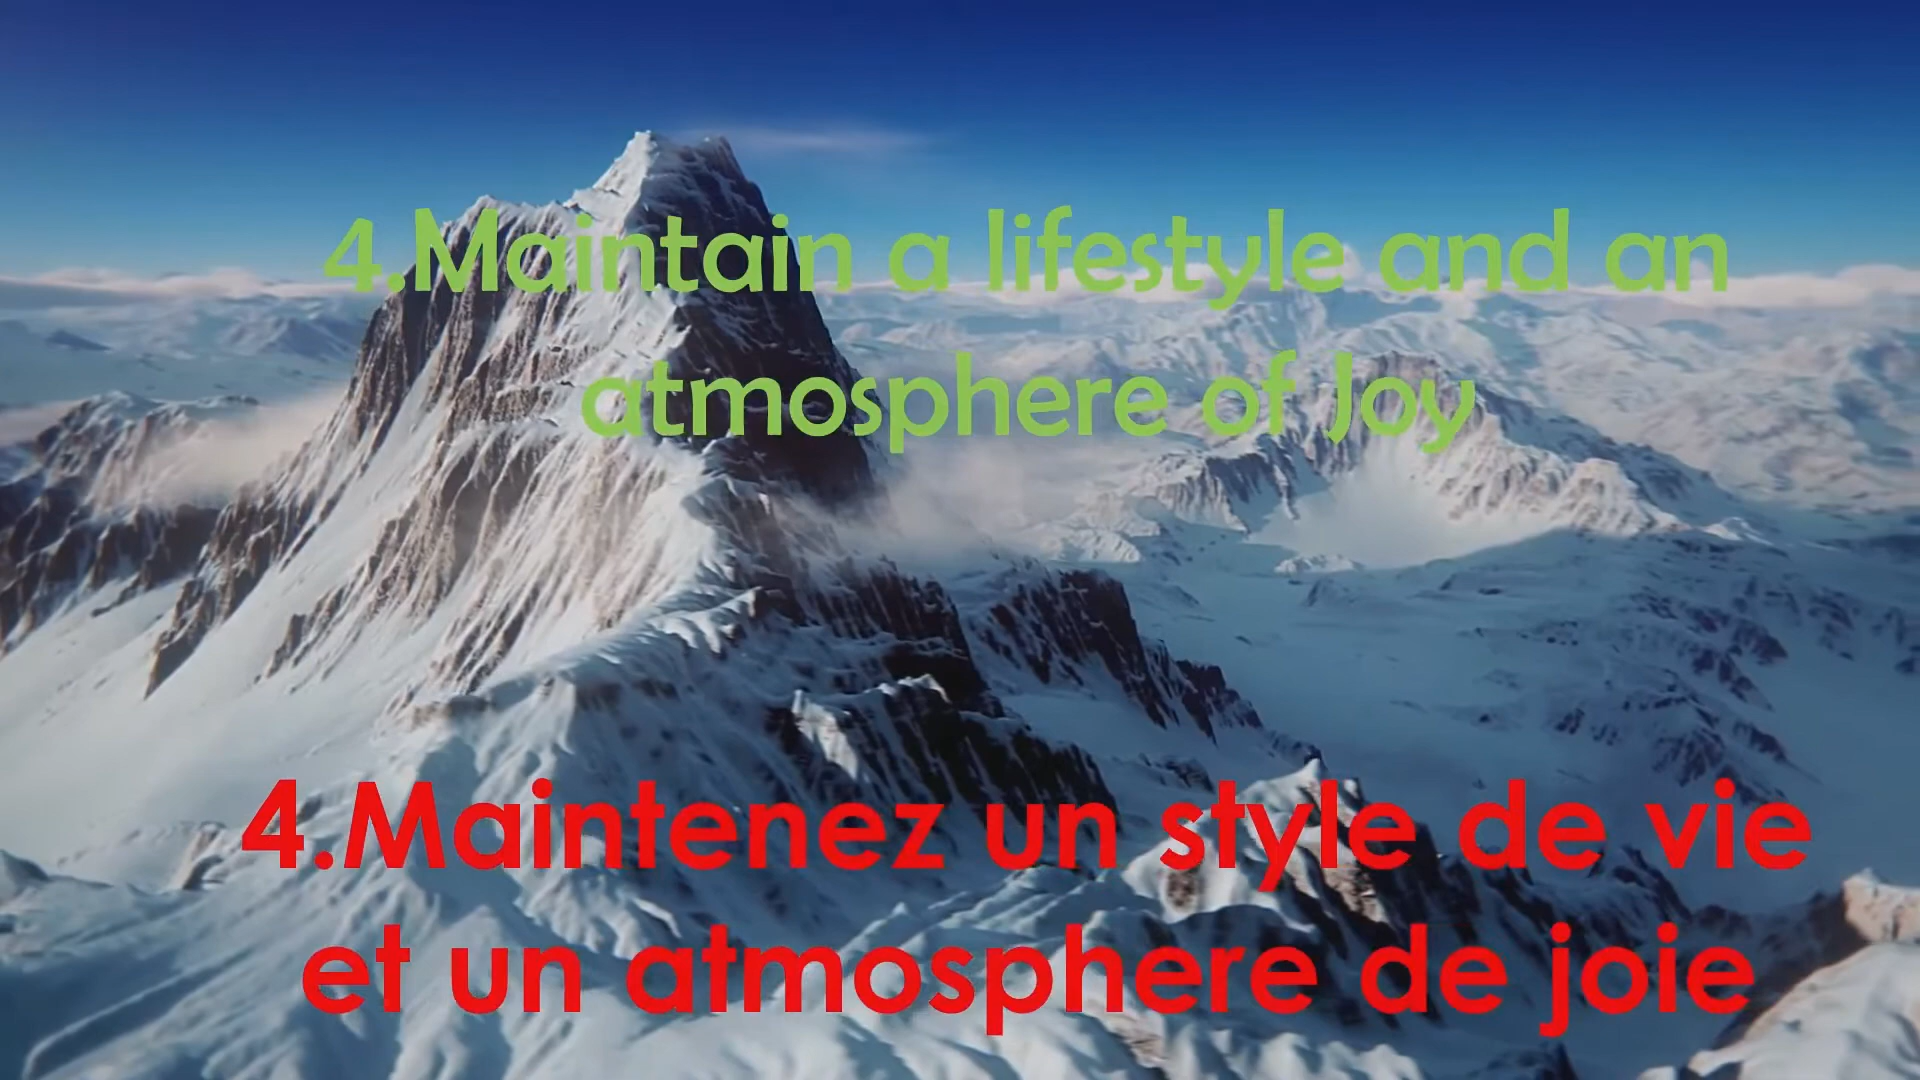 4.Maintain a lifestyle and an
atmosphere of Joy
4.Maintenez un style de vie
et un atmosphere de joie